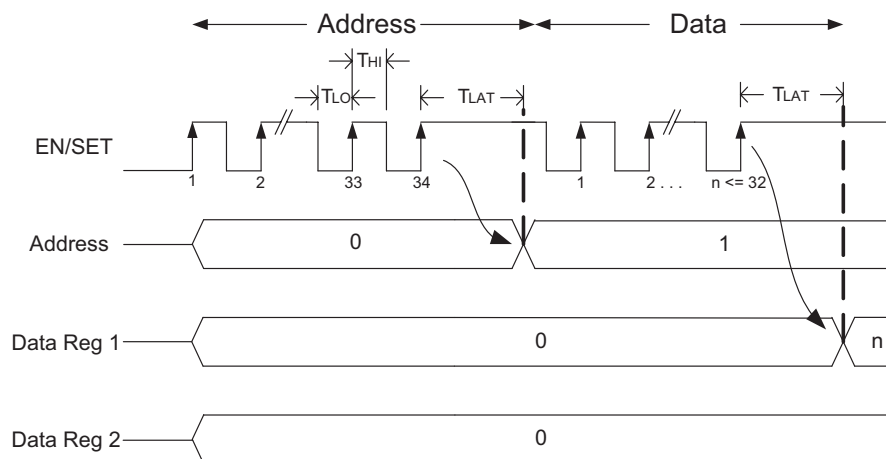 Address Data
THI
TLO TLAT TLAT
EN/SET
1 2 33 34 1 2 . . . n <= 32
Address 0 1
Data Reg 1 0 n
Data Reg 2 0